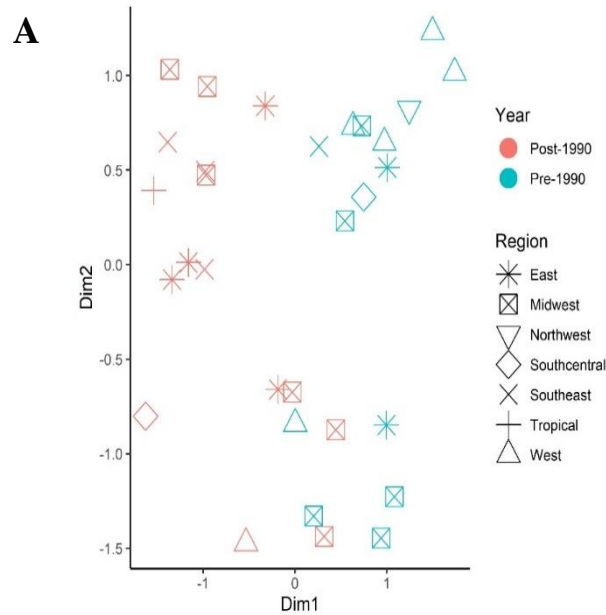 A
1.0
0.5
0.0
-0.5
-1.0
-1.5
Dim2
-1
0
1
Dim1
Year
Post-1990
Pre-1990
Region
East
Midwest
Northwest
Southcentral
Southeast
Tropical
West